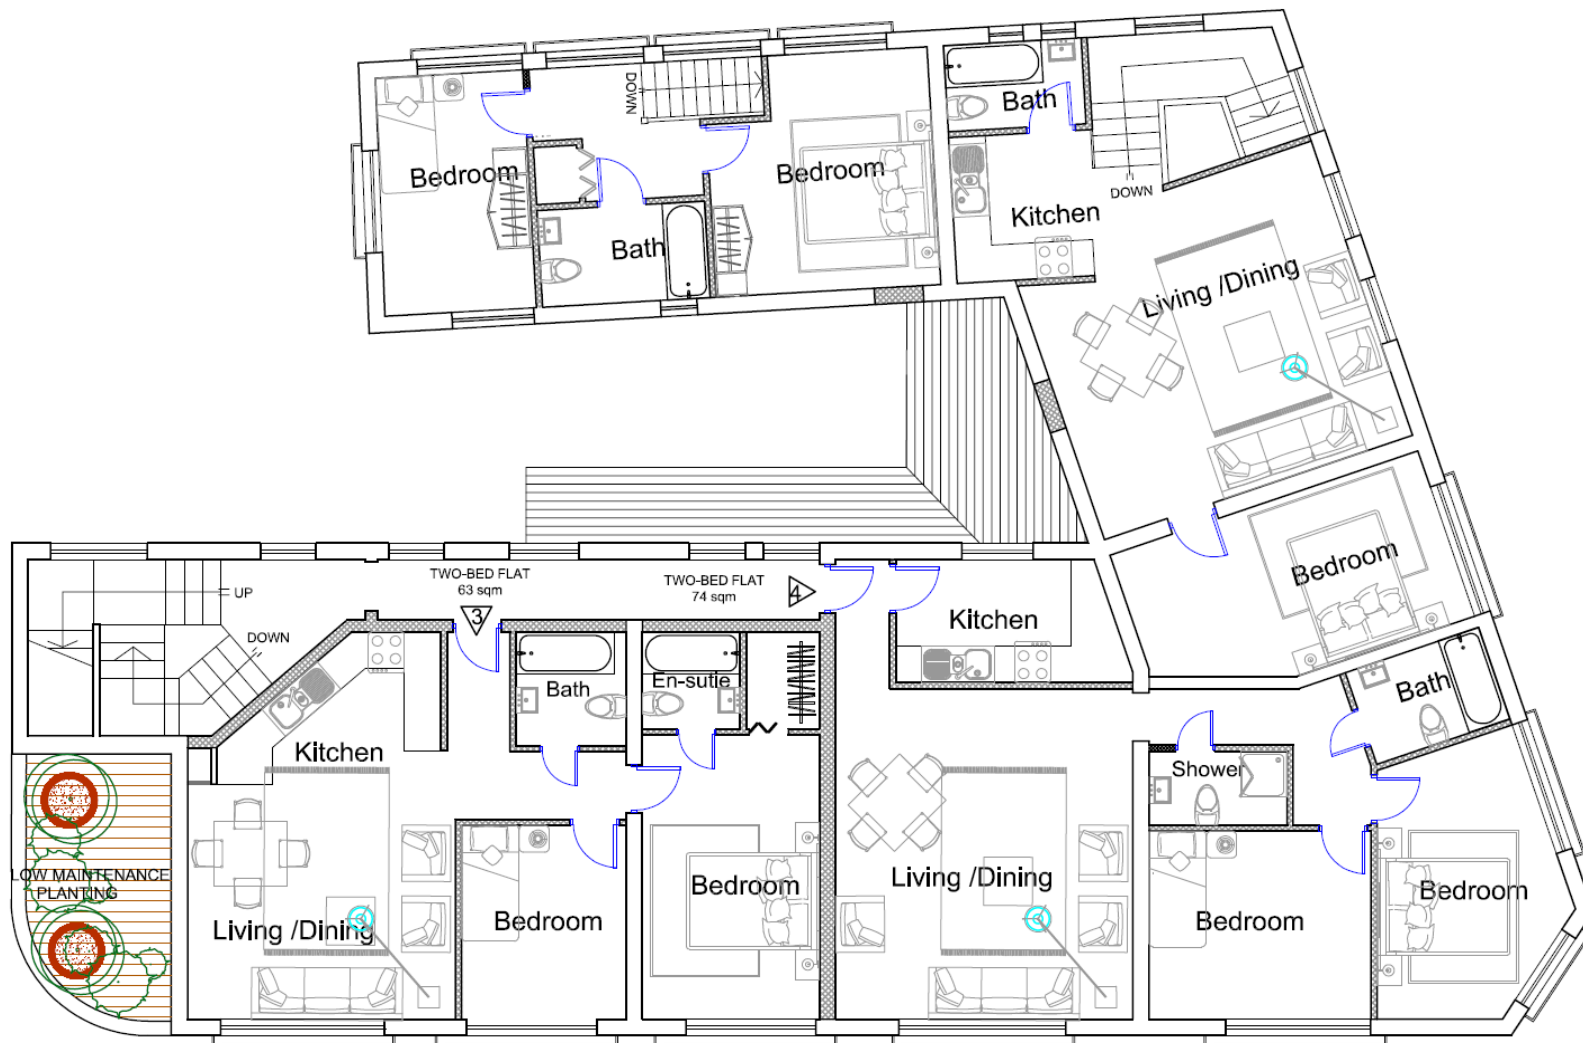 DOWN
Bath
Bedroom
Bedroom
DOWN
Kitchen
Bath
Living /Dining
Bedroom
TWO-BED FLAT
63 sqm
3
TWO-BED FLAT
74 sqm
4
UP
DOWN
Kitchen
Bath
En-sutie
Kitchen
Bath
Shower
LOW MAINTENANCE
PLANTING
Living /Dining
Bedroom
Bedroom
Living /Dining
Bedroom
Bedroom